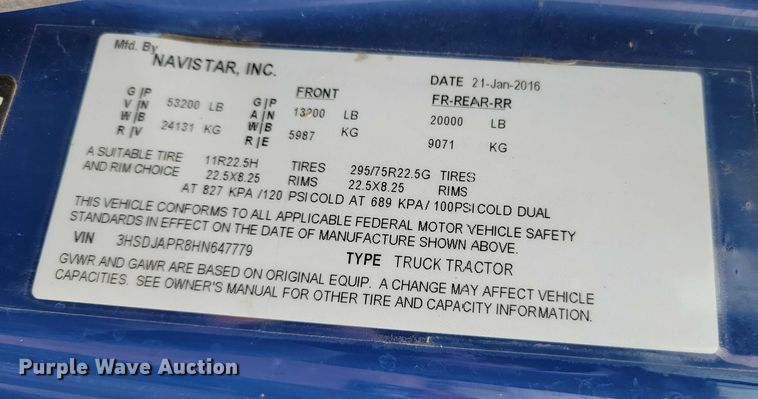 Mfd. By
NAVISTAR, INC.
DATE 21-Jan-2016
FRONT
FR-REAR-RR
G|P
V|N 53200 LB
W|B
R|V 24131 KG
G|P
A|N 13200 LB
W|B
R|E 5987 KG
20000 LB
9071 KG
A SUITABLE TIRE 11R22.5H TIRES 295/75R22.5G TIRES
AND RIM CHOICE 22.5X8.25 RIMS 22.5X8.25 RIMS
AT 827 KPA /120 PSI COLD AT 689 KPA / 100PSI COLD DUAL
THIS VEHICLE CONFORMS TO ALL APPLICABLE FEDERAL MOTOR VEHICLE SAFETY
STANDARDS IN EFFECT ON THE DATE OF MANUFACTURE SHOWN ABOVE.
VIN 3HSDJAPR8HN647779 TYPE TRUCK TRACTOR
GVWR AND GAWR ARE BASED ON ORIGINAL EQUIP. A CHANGE MAY AFFECT VEHICLE
CAPACITIES. SEE OWNER'S MANUAL FOR OTHER TIRE AND CAPACITY INFORMATION.
Purple Wave Auction